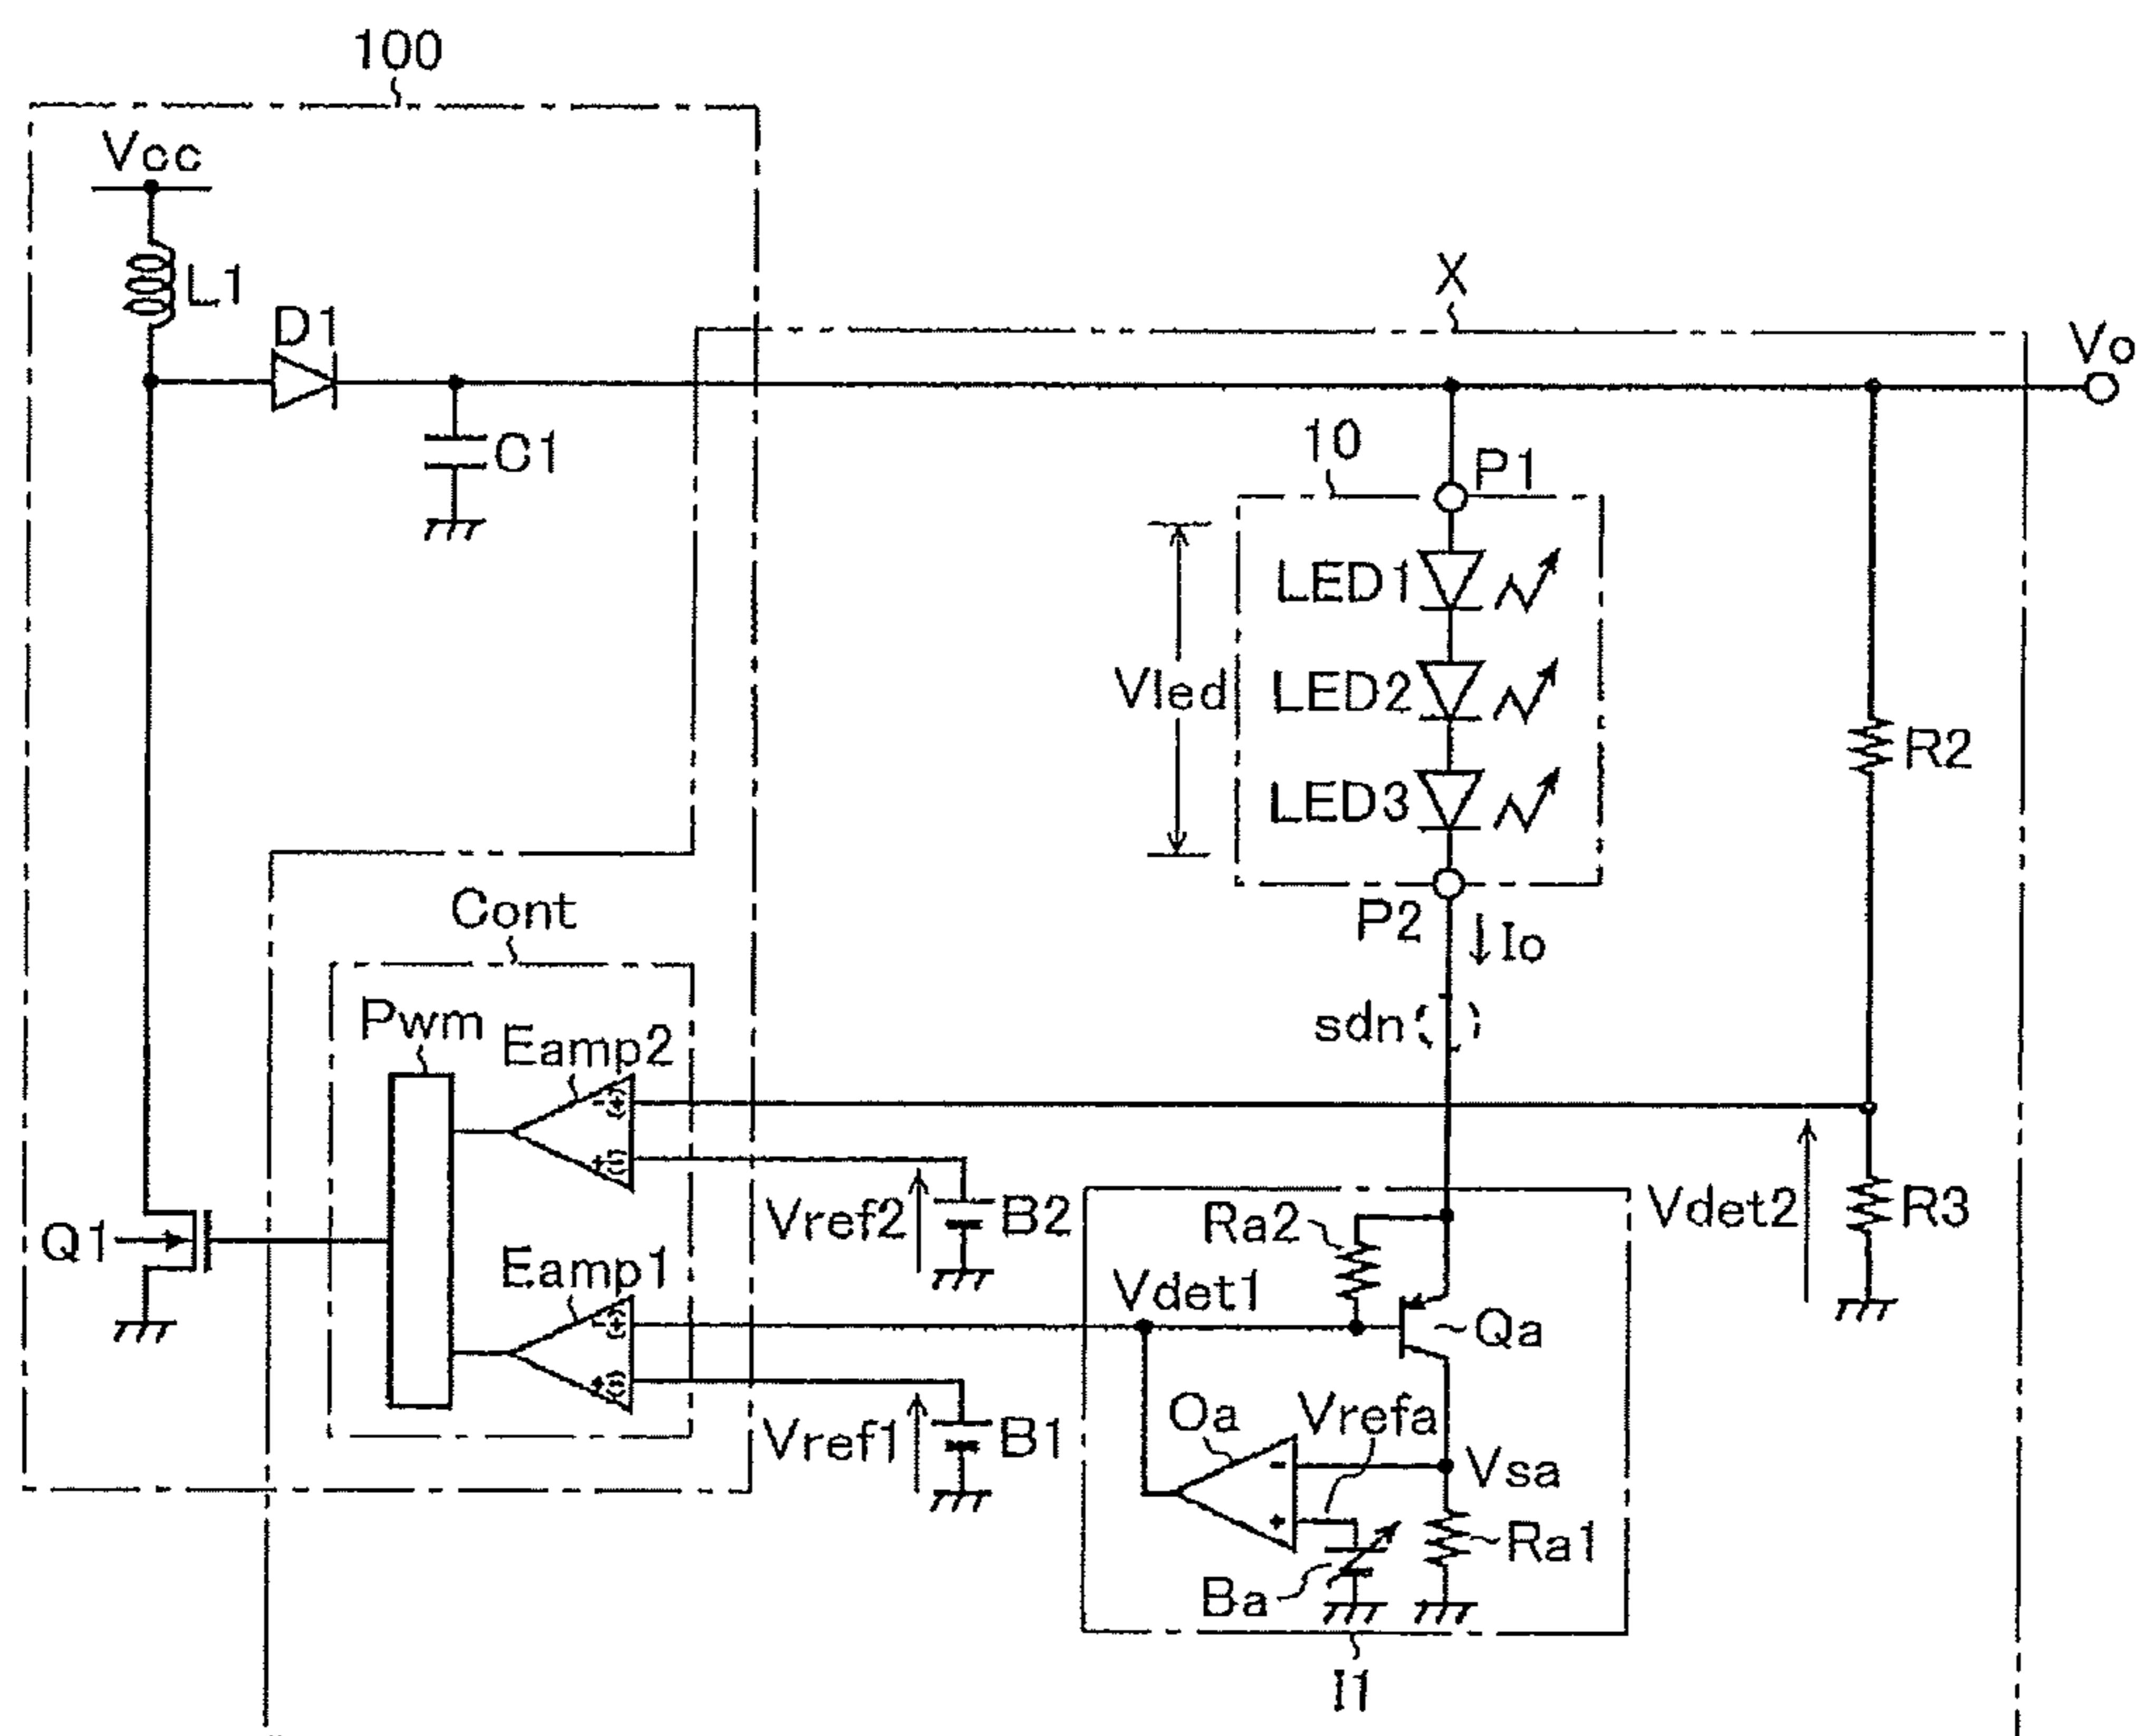 100
Vcc
L1
D1
C1
X
Vo
10
P1
LED1
LED2
LED3
Vled
R2
P2
Io
sdn
Cont
Pwm
Eamp2
-(+)
+(-)
Vref2
B2
Vdet2
R3
Q1
Eamp1
-(+)
Vref1
B1
Ra2
Vdet1
Qa
Oa
Vrefa
-
+
Vsa
Ra1
Ba
I1